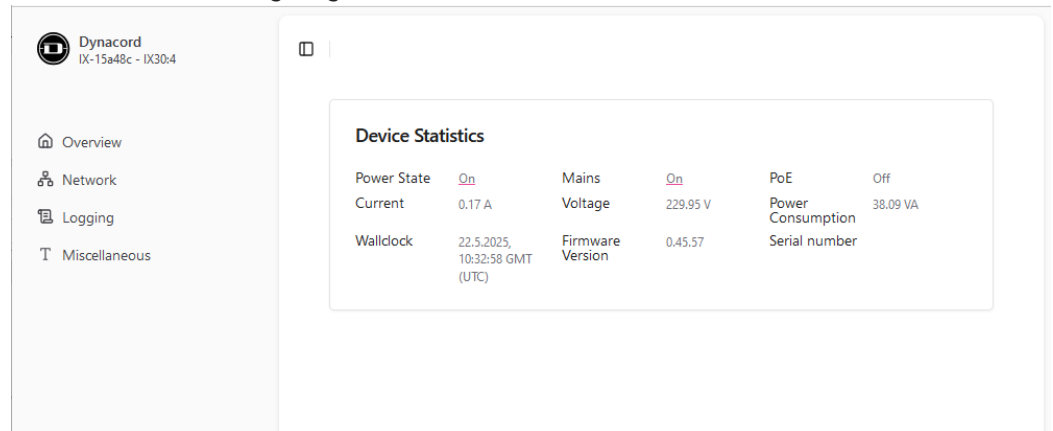 Dynacord
IX-15a48c - IX30:4
Overview
Network
Logging
Miscellaneous
Device Statistics
Power State On Mains On PoE Off
Current 0.17 A Voltage 229.95 V Power Consumption 38.09 VA
Wallclock 22.5.2025, 10:32:58 GMT (UTC) Firmware Version 0.45.57 Serial number